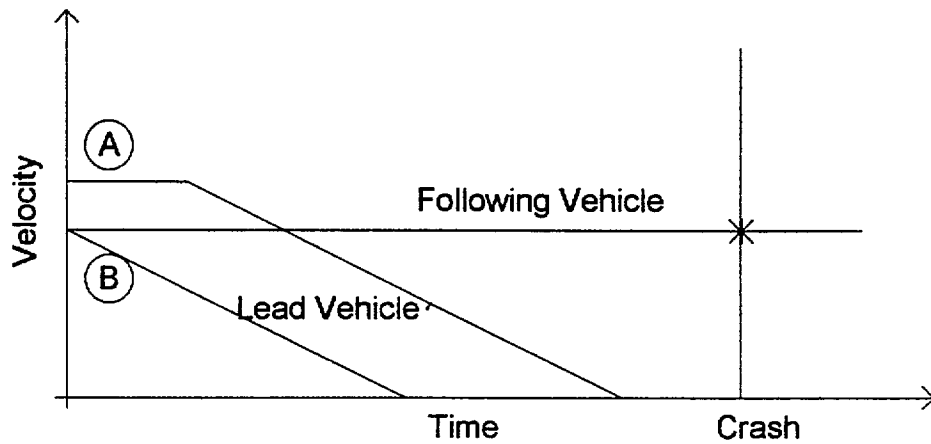 A
Following Vehicle
Velocity
B
Lead Vehicle
Time
Crash